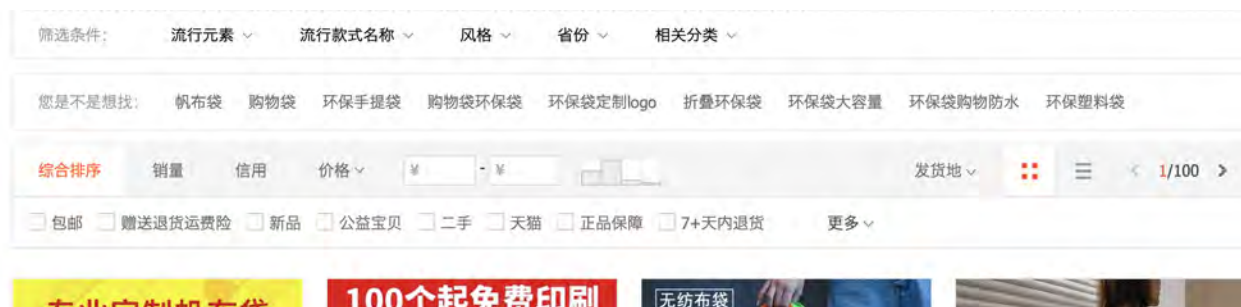 筛选条件: 流行元素 流行款式名称 风格 省份 相关分类
您是不是想找: 帆布袋 购物袋 环保手提袋 购物袋环保袋 环保袋定制logo 折叠环保袋 环保袋大容量 环保袋购物防水 环保塑料袋
综合排序 销量 信用 价格 ¥ - ¥ 发货地 1/100
包邮 赠送退货运费险 新品 公益宝贝 二手 天猫 正品保障 7+天内退货 更多
专业定制帆布袋 100个起免费印刷 无纺布袋